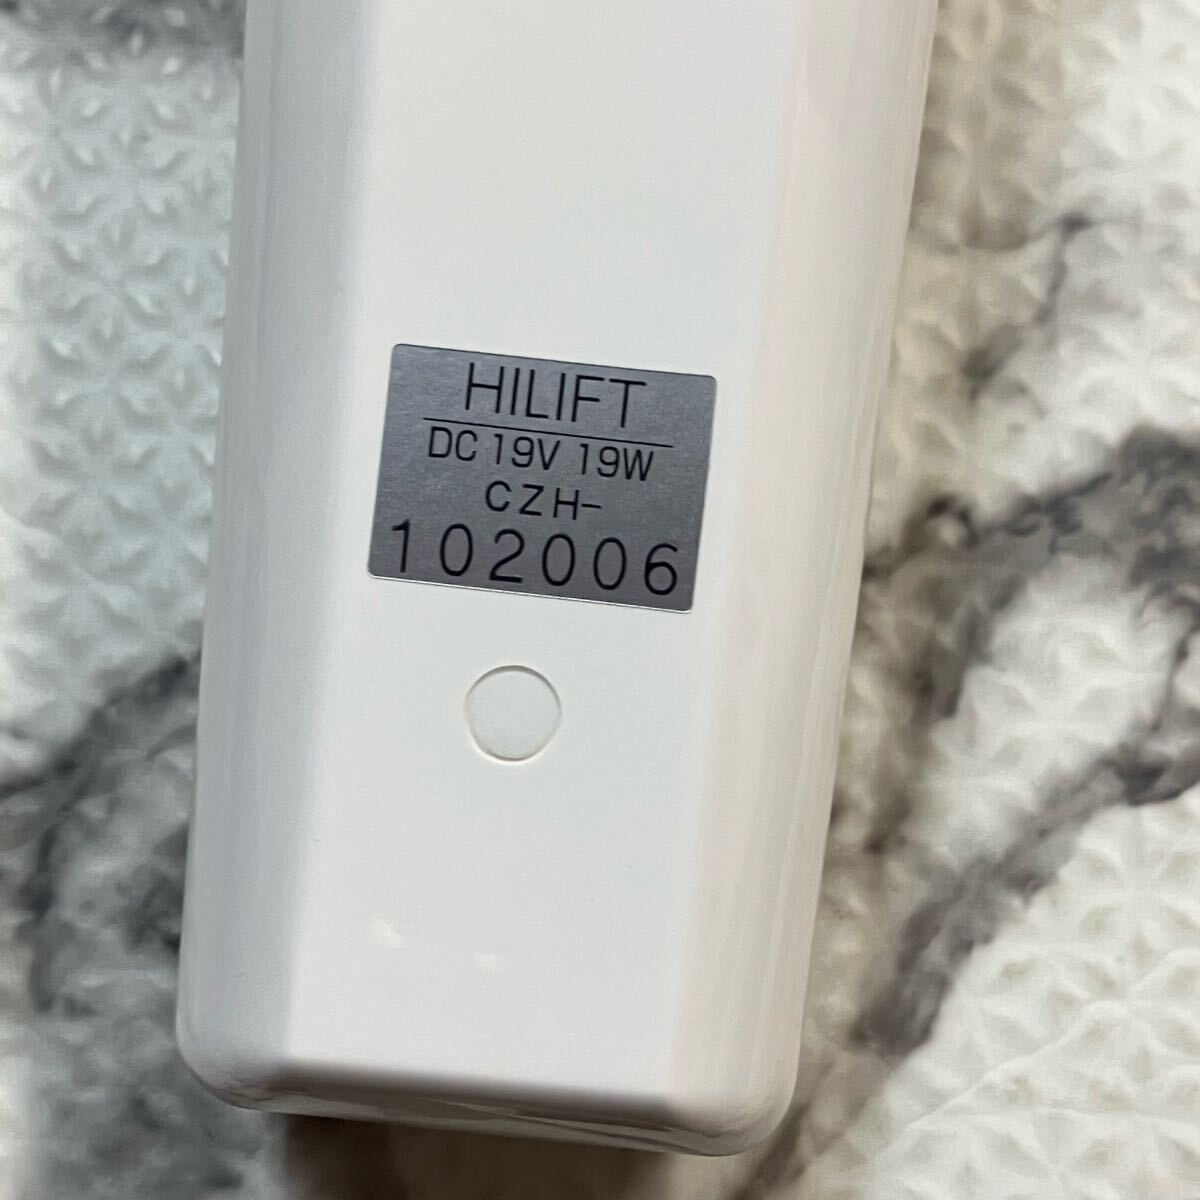 HILIFT
DC 19V 19W
CZH-
102006